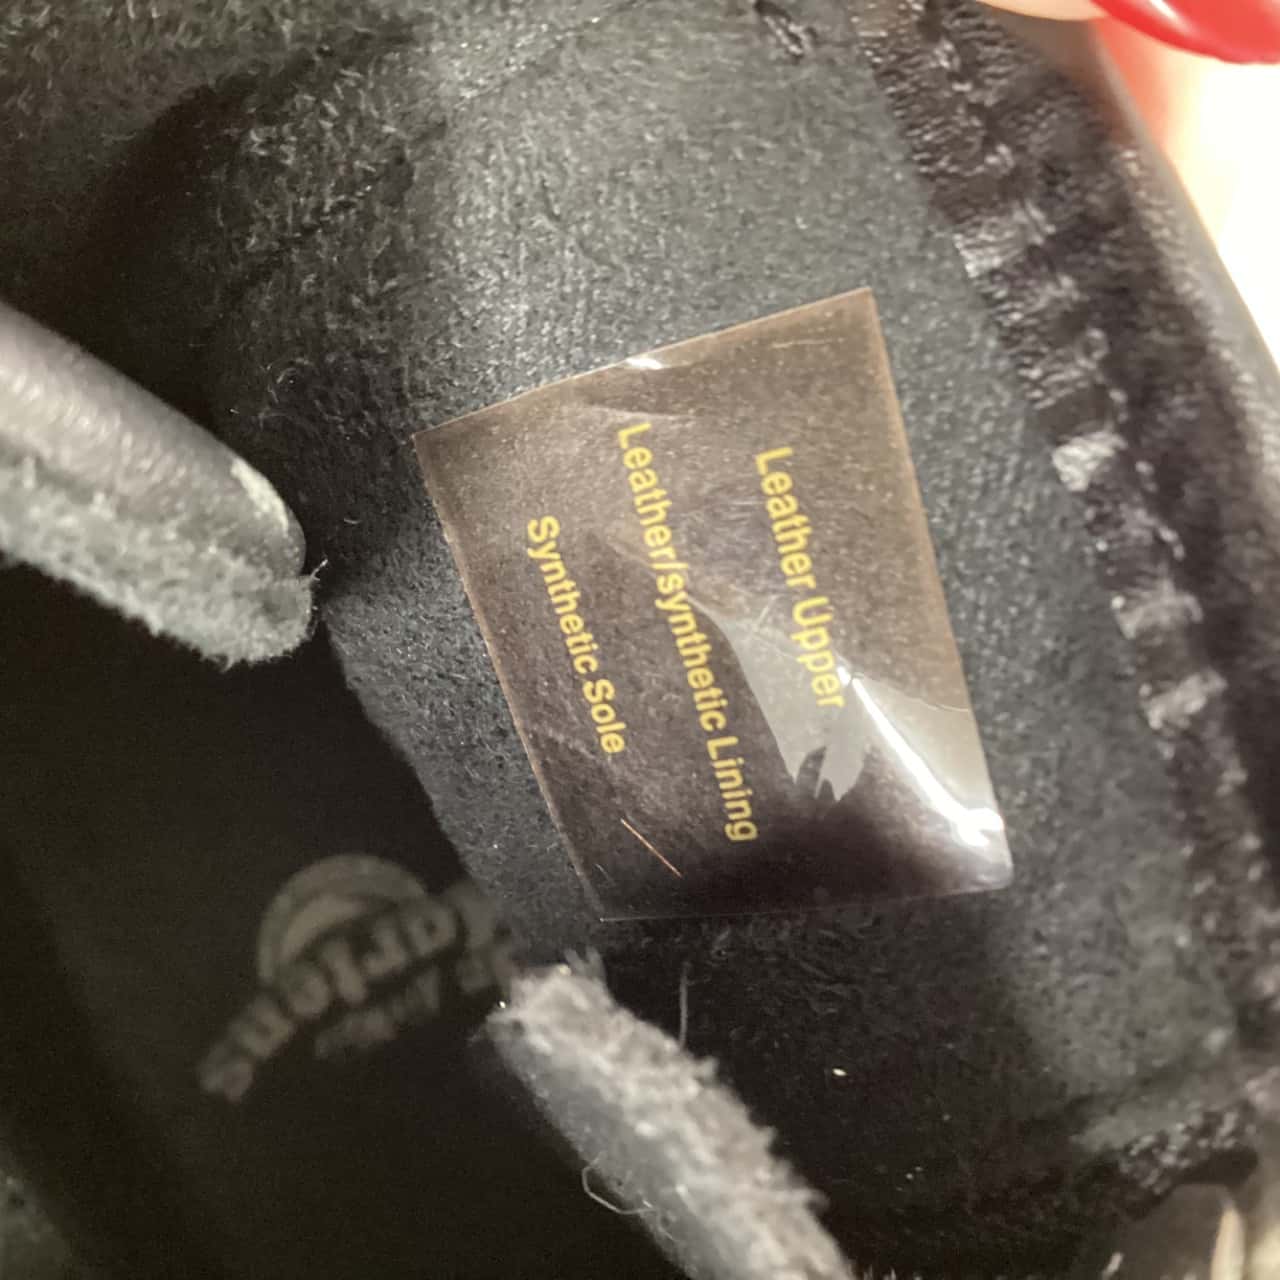 Leather Upper
Leather/synthetic Lining
Synthetic Sole